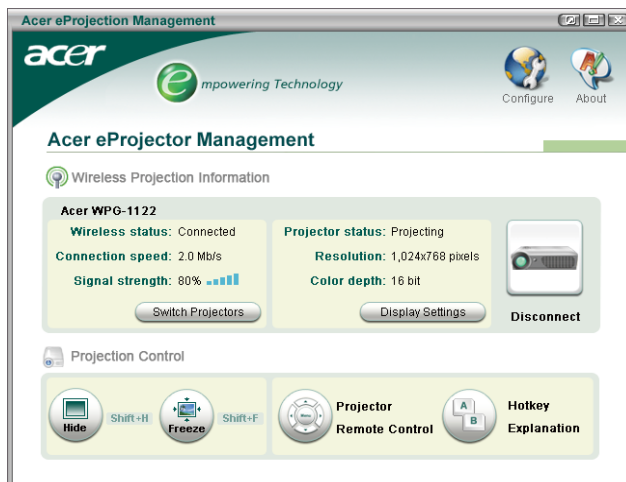 Acer eProjection Management
acer
empowering Technology
Configure About
Acer eProjector Management
Wireless Projection Information
Acer WPG-1122
Wireless status: Connected
Connection speed: 2.0 Mb/s
Signal strength: 80%
Switch Projectors
Projector status: Projecting
Resolution: 1,024x768 pixels
Color depth: 16 bit
Display Settings
Disconnect
Projection Control
Hide Shift+H
Freeze Shift+F
Menu
Projector
Remote Control
A
B
Hotkey
Explanation